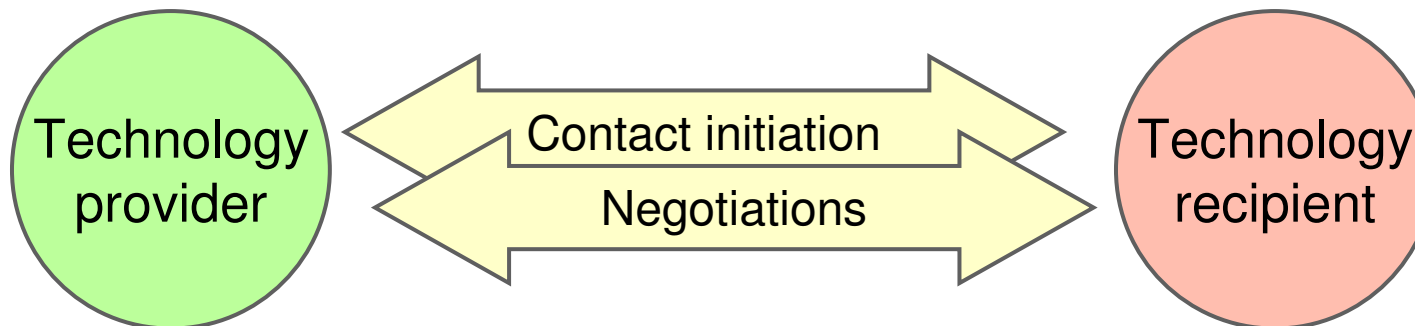 Technology
provider
Contact initiation
Negotiations
Technology
recipient